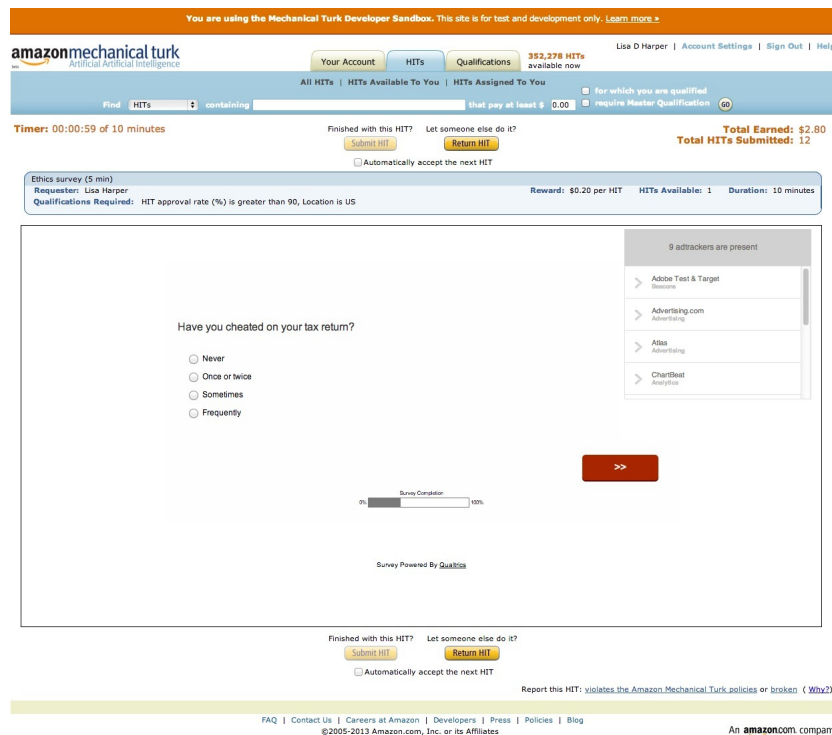 You are using the Mechanical Turk Developer Sandbox. This site is for test and development only. Learn more »
amazonmechanical turk
beta
Artificial Artificial Intelligence
Your Account
HITs
Qualifications
352,278 HITs
available now
Lisa D Harper | Account Settings | Sign Out | Help
All HITs | HITs Available To You | HITs Assigned To You
Find HITs containing that pay at least $ 0.00
for which you are qualified
require Master Qualification GO
Timer: 00:00:59 of 10 minutes
Finished with this HIT? Let someone else do it?
Submit HIT Return HIT
Automatically accept the next HIT
Total Earned: $2.80
Total HITs Submitted: 12
Ethics survey (5 min)
Requester: Lisa Harper Reward: $0.20 per HIT HITs Available: 1 Duration: 10 minutes
Qualifications Required: HIT approval rate (%) is greater than 90, Location is US
9 adtrackers are present
Adobe Test & Target
Beacons
Advertising.com
Advertising
Atlas
Advertising
ChartBeat
Analytics
Have you cheated on your tax return?
Never
Once or twice
Sometimes
Frequently
>>
Survey Completion
0% 100%
Survey Powered By Qualtrics
Finished with this HIT? Let someone else do it?
Submit HIT Return HIT
Automatically accept the next HIT
Report this HIT: violates the Amazon Mechanical Turk policies or broken ( Why?)
FAQ | Contact Us | Careers at Amazon | Developers | Press | Policies | Blog
©2005-2013 Amazon.com, Inc. or its Affiliates
An amazon.com. company